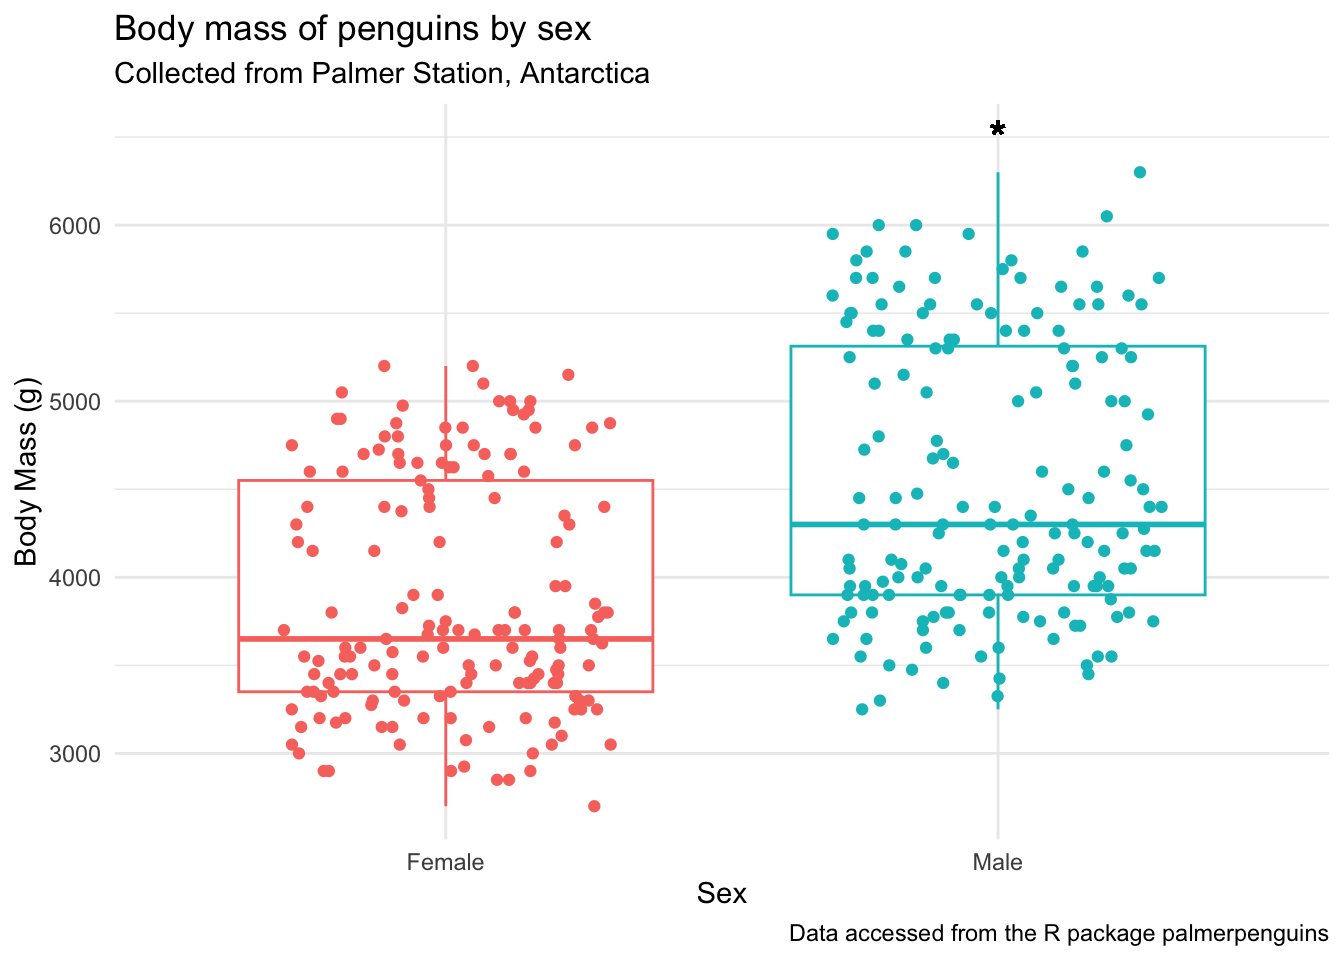 Body mass of penguins by sex
Collected from Palmer Station, Antarctica
*
6000
5000
4000
3000
Body Mass (g)
Female Male
Sex
Data accessed from the R package palmerpenguins